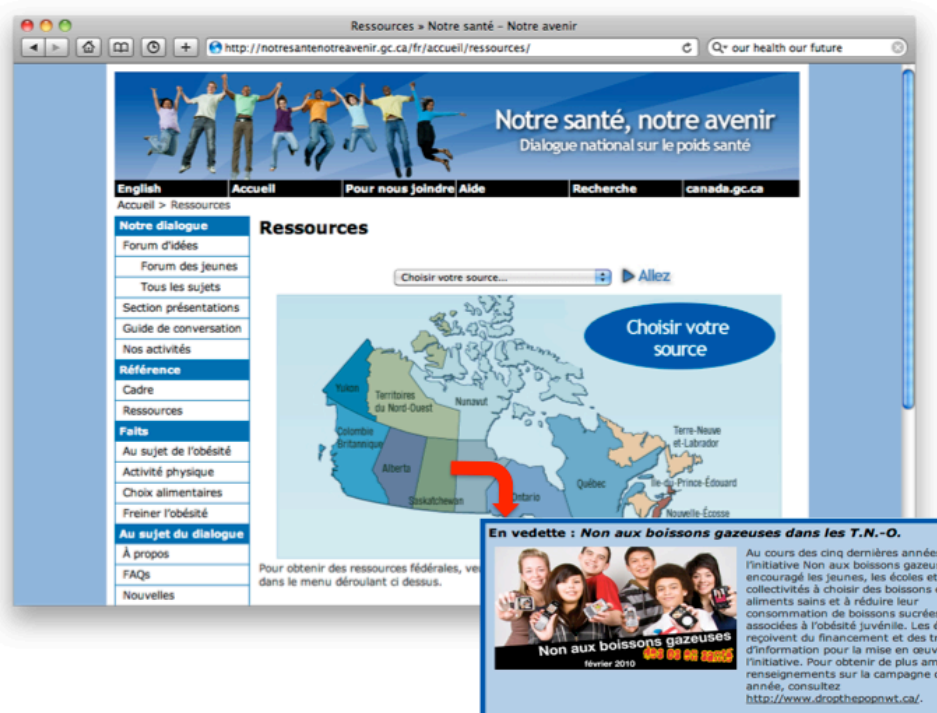 Ressources » Notre santé – Notre avenir
http://notresantenotreavenir.gc.ca/fr/accueil/ressources/
our health our future
Notre santé, notre avenir
Dialogue national sur le poids santé
English Accueil Pour nous joindre Aide Recherche canada.gc.ca
Accueil > Ressources
Notre dialogue
Forum d'idées
Forum des jeunes
Tous les sujets
Section présentations
Guide de conversation
Nos activités
Référence
Cadre
Ressources
Faits
Au sujet de l'obésité
Activité physique
Choix alimentaires
Freiner l'obésité
Au sujet du dialogue
À propos
FAQs
Nouvelles
Ressources
Choisir votre source...
Allez
Choisir votre
source
Yukon
Territoires
du Nord-Ouest
Nunavut
Colombie
Britannique
Alberta
Saskatchewan
Ontario
Québec
Terre-Neuve
et-Labrador
Ile-du-Prince-Édouard
Nouvelle-Écosse
Pour obtenir des ressources fédérales,
dans le menu déroulant ci dessus.
En vedette : Non aux boissons gazeuses dans les T.N.-O.
Non aux boissons gazeuses
février 2010
Au cours des cinq dernières années
l'initiative Non aux boissons
encouragé les jeunes, les écoles et
collectivités à choisir des boissons
aliments sains et à réduire leur
consommation de boissons sucrées
associées à l'obésité juvénile. Les
reçoivent du financement et des
d'information pour la mise en
l'initiative. Pour obtenir de plus
renseignements sur la campagne
année, consultez
http://www.dropthepopnwt.ca/.